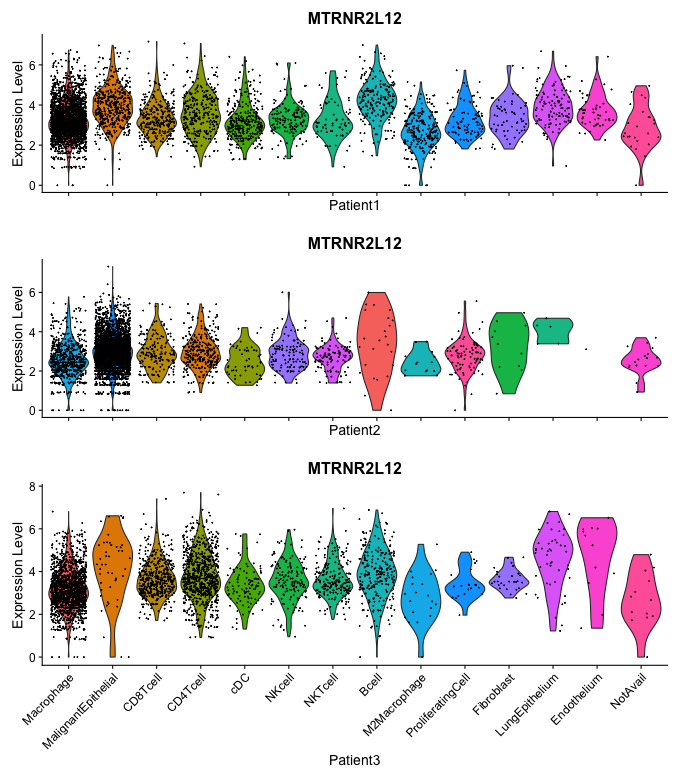 MTRNR2L12
Expression Level
6
4
2
0
Patient1
MTRNR2L12
Expression Level
6
4
2
0
Patient2
MTRNR2L12
Expression Level
8
6
4
2
0
Macrophage
MalignantEpithelial
CD8Tcell
CD4Tcell
cDC
NKcell
NKTcell
Bcell
M2Macrophage
ProliferatingCell
Fibroblast
LungEpithelium
Endothelium
NotAvail
Patient3